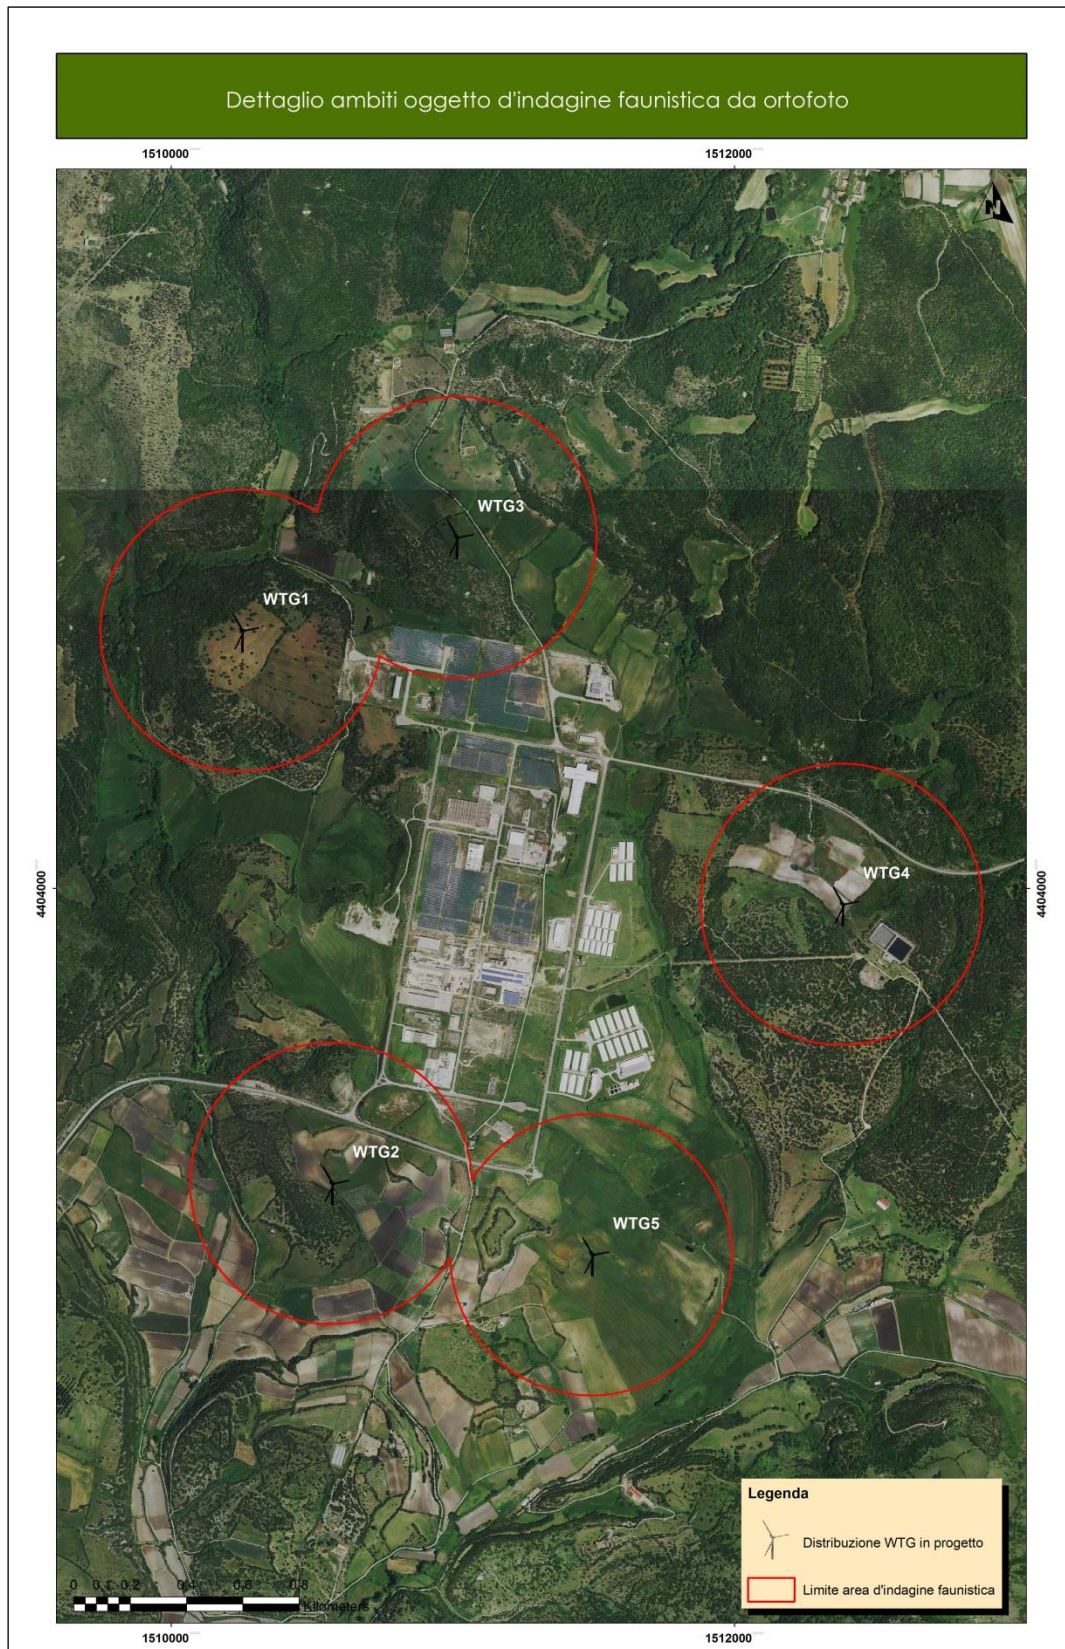 Dettaglio ambiti oggetto d'indagine faunistica da ortofoto
1510000
1512000
N
WTG3
WTG1
WTG4
4404000
4404000
WTG2
WTG5
Legenda
Distribuzione WTG in progetto
Limite area d'indagine faunistica
0 0,1 0,2 0,4 0,6 0,8
Kilometers
1510000
1512000